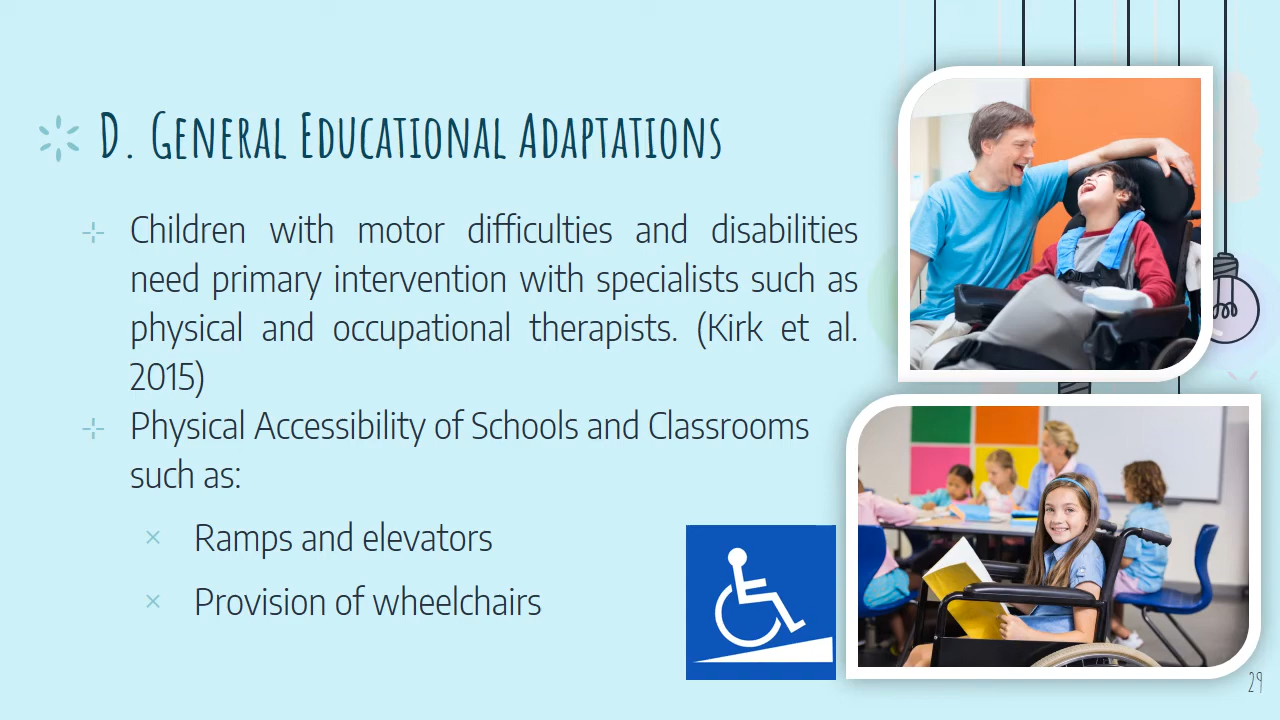 D. General Educational Adaptations
Children with motor difficulties and disabilities
need primary intervention with specialists such as
physical and occupational therapists. (Kirk et al.
2015)
Physical Accessibility of Schools and Classrooms
such as:
Ramps and elevators
Provision of wheelchairs
29